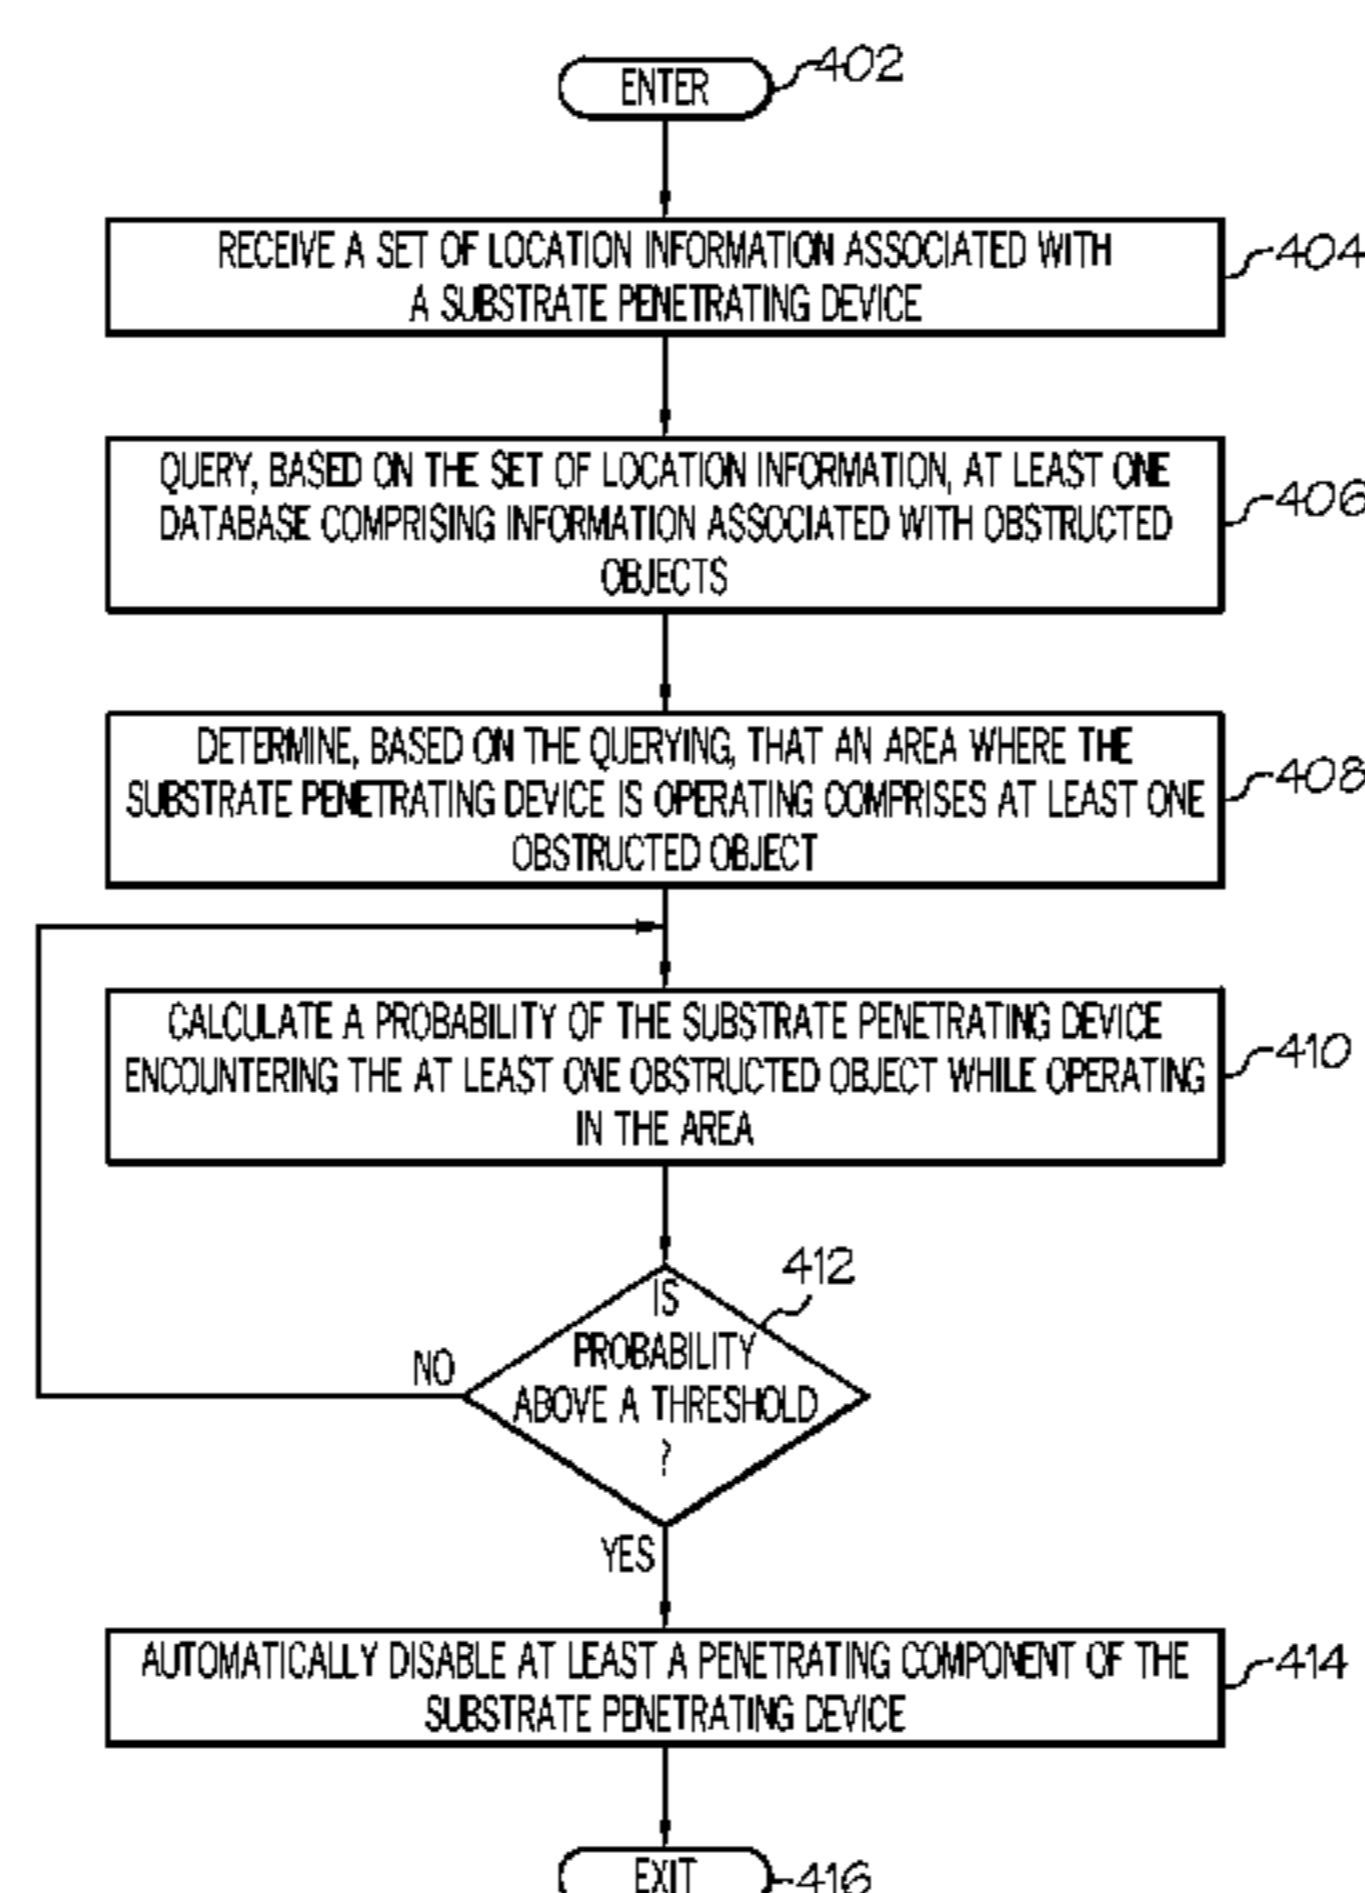 ENTER
402
RECEIVE A SET OF LOCATION INFORMATION ASSOCIATED WITH
A SUBSTRATE PENETRATING DEVICE
404
QUERY, BASED ON THE SET OF LOCATION INFORMATION, AT LEAST ONE
DATABASE COMPRISING INFORMATION ASSOCIATED WITH OBSTRUCTED
OBJECTS
406
DETERMINE, BASED ON THE QUERYING, THAT AN AREA WHERE THE
SUBSTRATE PENETRATING DEVICE IS OPERATING COMPRISES AT LEAST ONE
OBSTRUCTED OBJECT
408
CALCULATE A PROBABILITY OF THE SUBSTRATE PENETRATING DEVICE
ENCOUNTERING THE AT LEAST ONE OBSTRUCTED OBJECT WHILE OPERATING
IN THE AREA
410
412
IS
PROBABILITY
ABOVE A THRESHOLD
?
NO
YES
AUTOMATICALLY DISABLE AT LEAST A PENETRATING COMPONENT OF THE
SUBSTRATE PENETRATING DEVICE
414
EXIT
416